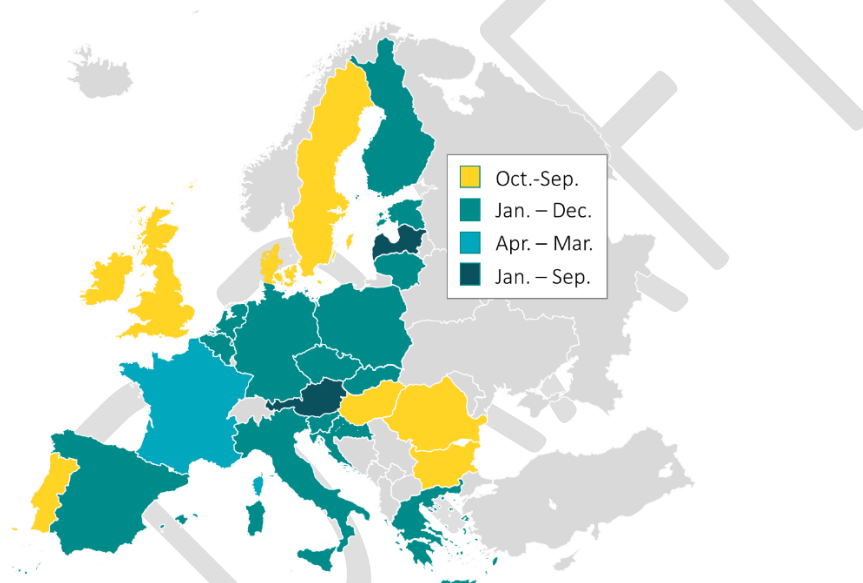 Oct.-Sep.
Jan. – Dec.
Apr. – Mar.
Jan. – Sep.